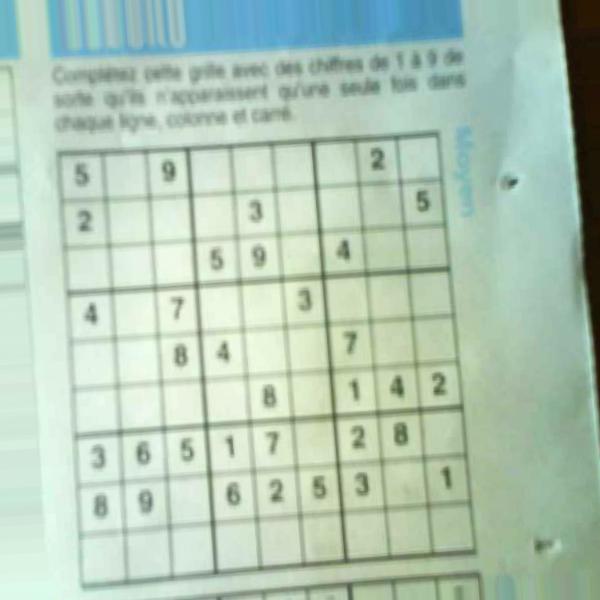 Complétez cette grille avec des chiffres de 1 à 9 de
sorte qu'ils n'apparaissent qu'une seule fois dans
chaque ligne, colonne et carré.
Moyen
5 9 2
2 3 5
5 9 4
4 7 3
8 4 7
8 1 4 2
3 6 5 1 7 2 8
8 9 6 2 5 3 1